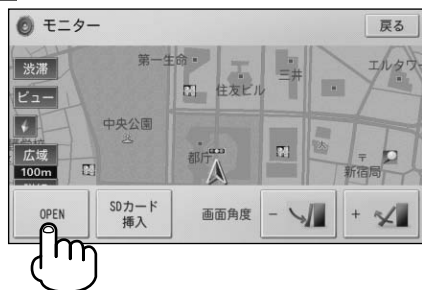 モニター
戻る
渋滞
第一生命
三井
エルタワー
ビュー
住友ビル
中央公園
都庁
広域
100m
新宿局
OPEN
SDカード
挿入
画面角度
-
+